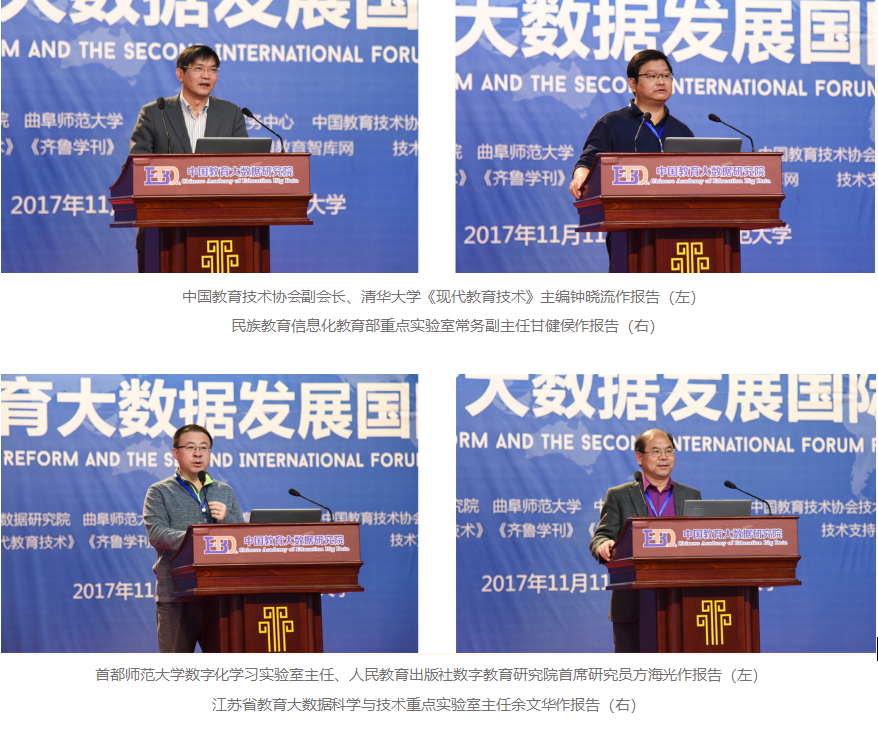 大数据发展国
RM AND THE SECOND INTERNATIONAL FORU
院 曲阜师范大学 务中心 中国教育技术协
《齐鲁学刊》 育智库网 技术
EBD 中国教育大数据研究院
Chinese Academy of Education Big Data
2017年11月 大学
大数据发展国际
M AND THE SECON INTERNATIONAL FORUM
曲阜师范大学 中国教育技术协会
《齐鲁学刊》 网 技术支
EBD 中国教育大数据研究院
Chinese Academy of Education Big Data
2017年11月11 范大学
中国教育技术协会副会长、清华大学《现代教育技术》主编钟晓流作报告（左）
民族教育信息化教育部重点实验室常务副主任甘健侯作报告（右）
育大数据发展国
REFORM AND THE S D INTERNATIONAL FORU
数据研究院 曲阜师范大 中国教育技术协会
代教育技术》 《齐鲁学刊》 技术
EBD 中国教育大数据研究院
Chinese Academy of Education Big Data
2017年11
大数据发展国际
ORM AND THE SECO INTERNATIONAL FORUM F
究院 曲阜师范大学 中国教育技术协会技术
技术》 《齐鲁学刊》 技术支持
EBD 中国教育大数据研究院
Chinese Academy of Education Big Data
2017年11月11
首都师范大学数字化学习实验室主任、人民教育出版社数字教育研究院首席研究员方海光作报告（左）
江苏省教育大数据科学与技术重点实验室主任余文华作报告（右）